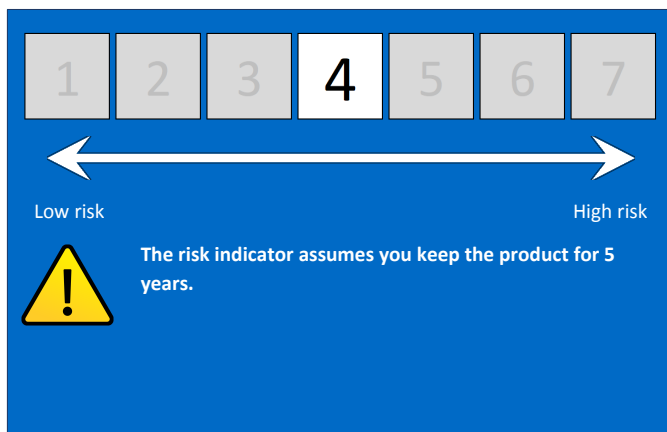 1 2 3 4 5 6 7
Low risk High risk
The risk indicator assumes you keep the product for 5
years.